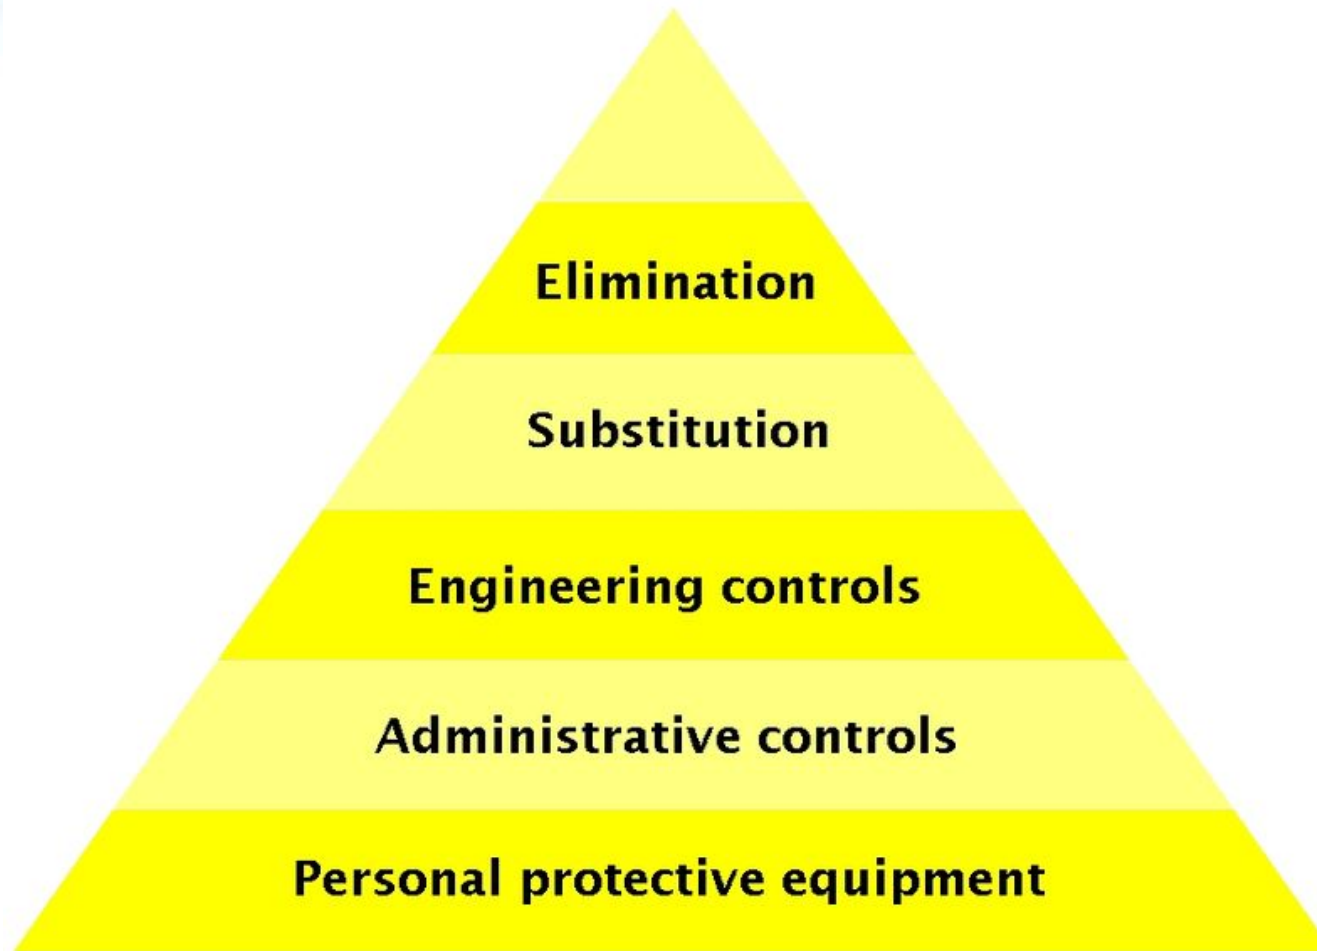 Elimination
Substitution
Engineering controls
Administrative controls
Personal protective equipment